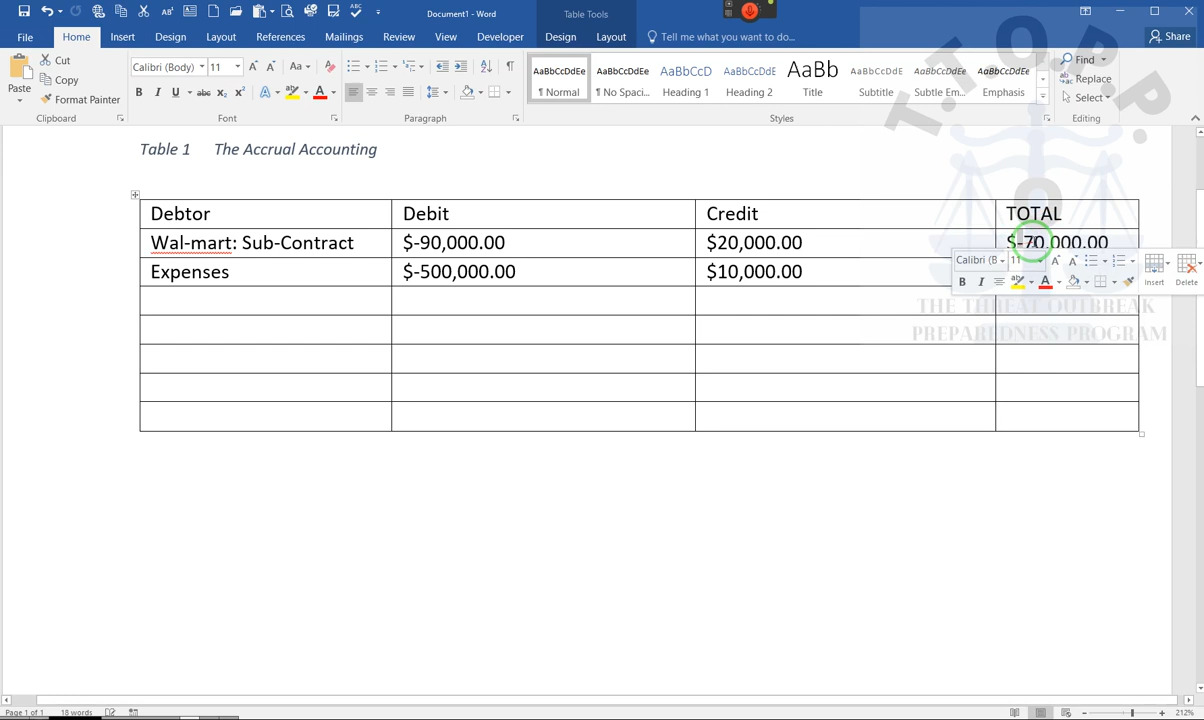 Document1 - Word
Table Tools
File Home Insert Design Layout References Mailings Review View Developer Design Layout Tell me what you want to do... Share
Paste
Cut
Copy
Format Painter
Clipboard
Calibri (Body) 11
Font
Paragraph
AaBbCcDdEe AaBbCcDdEe AaBbCcD AaBbCcDdE AaBb AaBbCcDdE AaBbCcDdEe AaBbCcDdEe
¶ Normal ¶ No Spaci... Heading 1 Heading 2 Title Subtitle Subtle Em... Emphasis
Styles
Find
Replace
Select
Editing
T.T.O.P.P.
Table 1 The Accrual Accounting
Debtor Debit Credit TOTAL
Wal-mart: Sub-Contract $-90,000.00 $20,000.00 $-70,000.00
Expenses $-500,000.00 $10,000.00
Calibri (B 11
Insert Delete
THE THREAT OUTBREAK
PREPAREDNESS PROGRAM
Page 1 of 1 18 words 212%